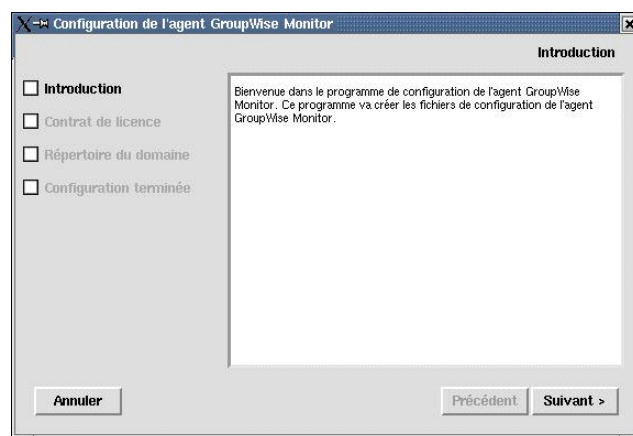 Configuration de l'agent GroupWise Monitor
Introduction
Introduction
Contrat de licence
Répertoire du domaine
Configuration terminée
Bienvenue dans le programme de configuration de l'agent GroupWise
Monitor. Ce programme va créer les fichiers de configuration de l'agent
GroupWise Monitor.
Annuler
Précédent
Suivant >